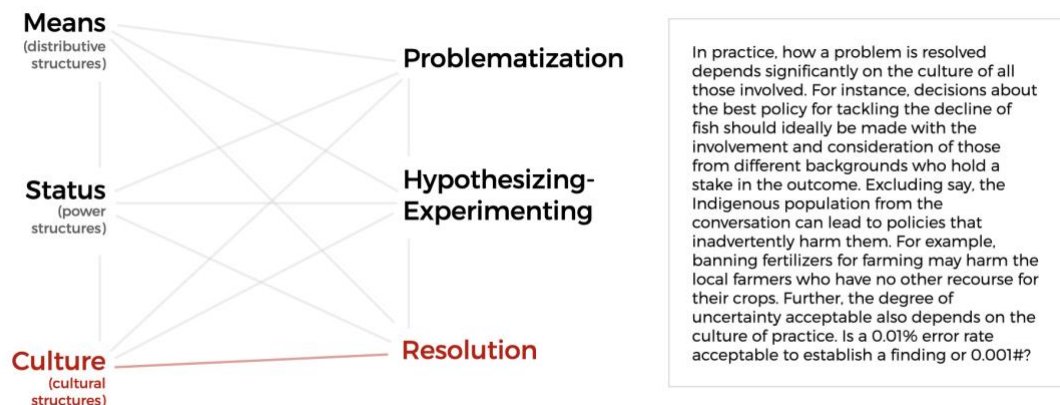 Means
(distributive
structures)
Status
(power
structures)
Culture
(cultural
structures)
Problematization
Hypothesizing-
Experimenting
Resolution
In practice, how a problem is resolved
depends significantly on the culture of all
those involved. For instance, decisions about
the best policy for tackling the decline of
fish should ideally be made with the
involvement and consideration of those
from different backgrounds who hold a
stake in the outcome. Excluding say, the
Indigenous population from the
conversation can lead to policies that
inadvertently harm them. For example,
banning fertilizers for farming may harm the
local farmers who have no other recourse for
their crops. Further, the degree of
uncertainty acceptable also depends on the
culture of practice. Is a 0.01% error rate
acceptable to establish a finding or 0.001#?